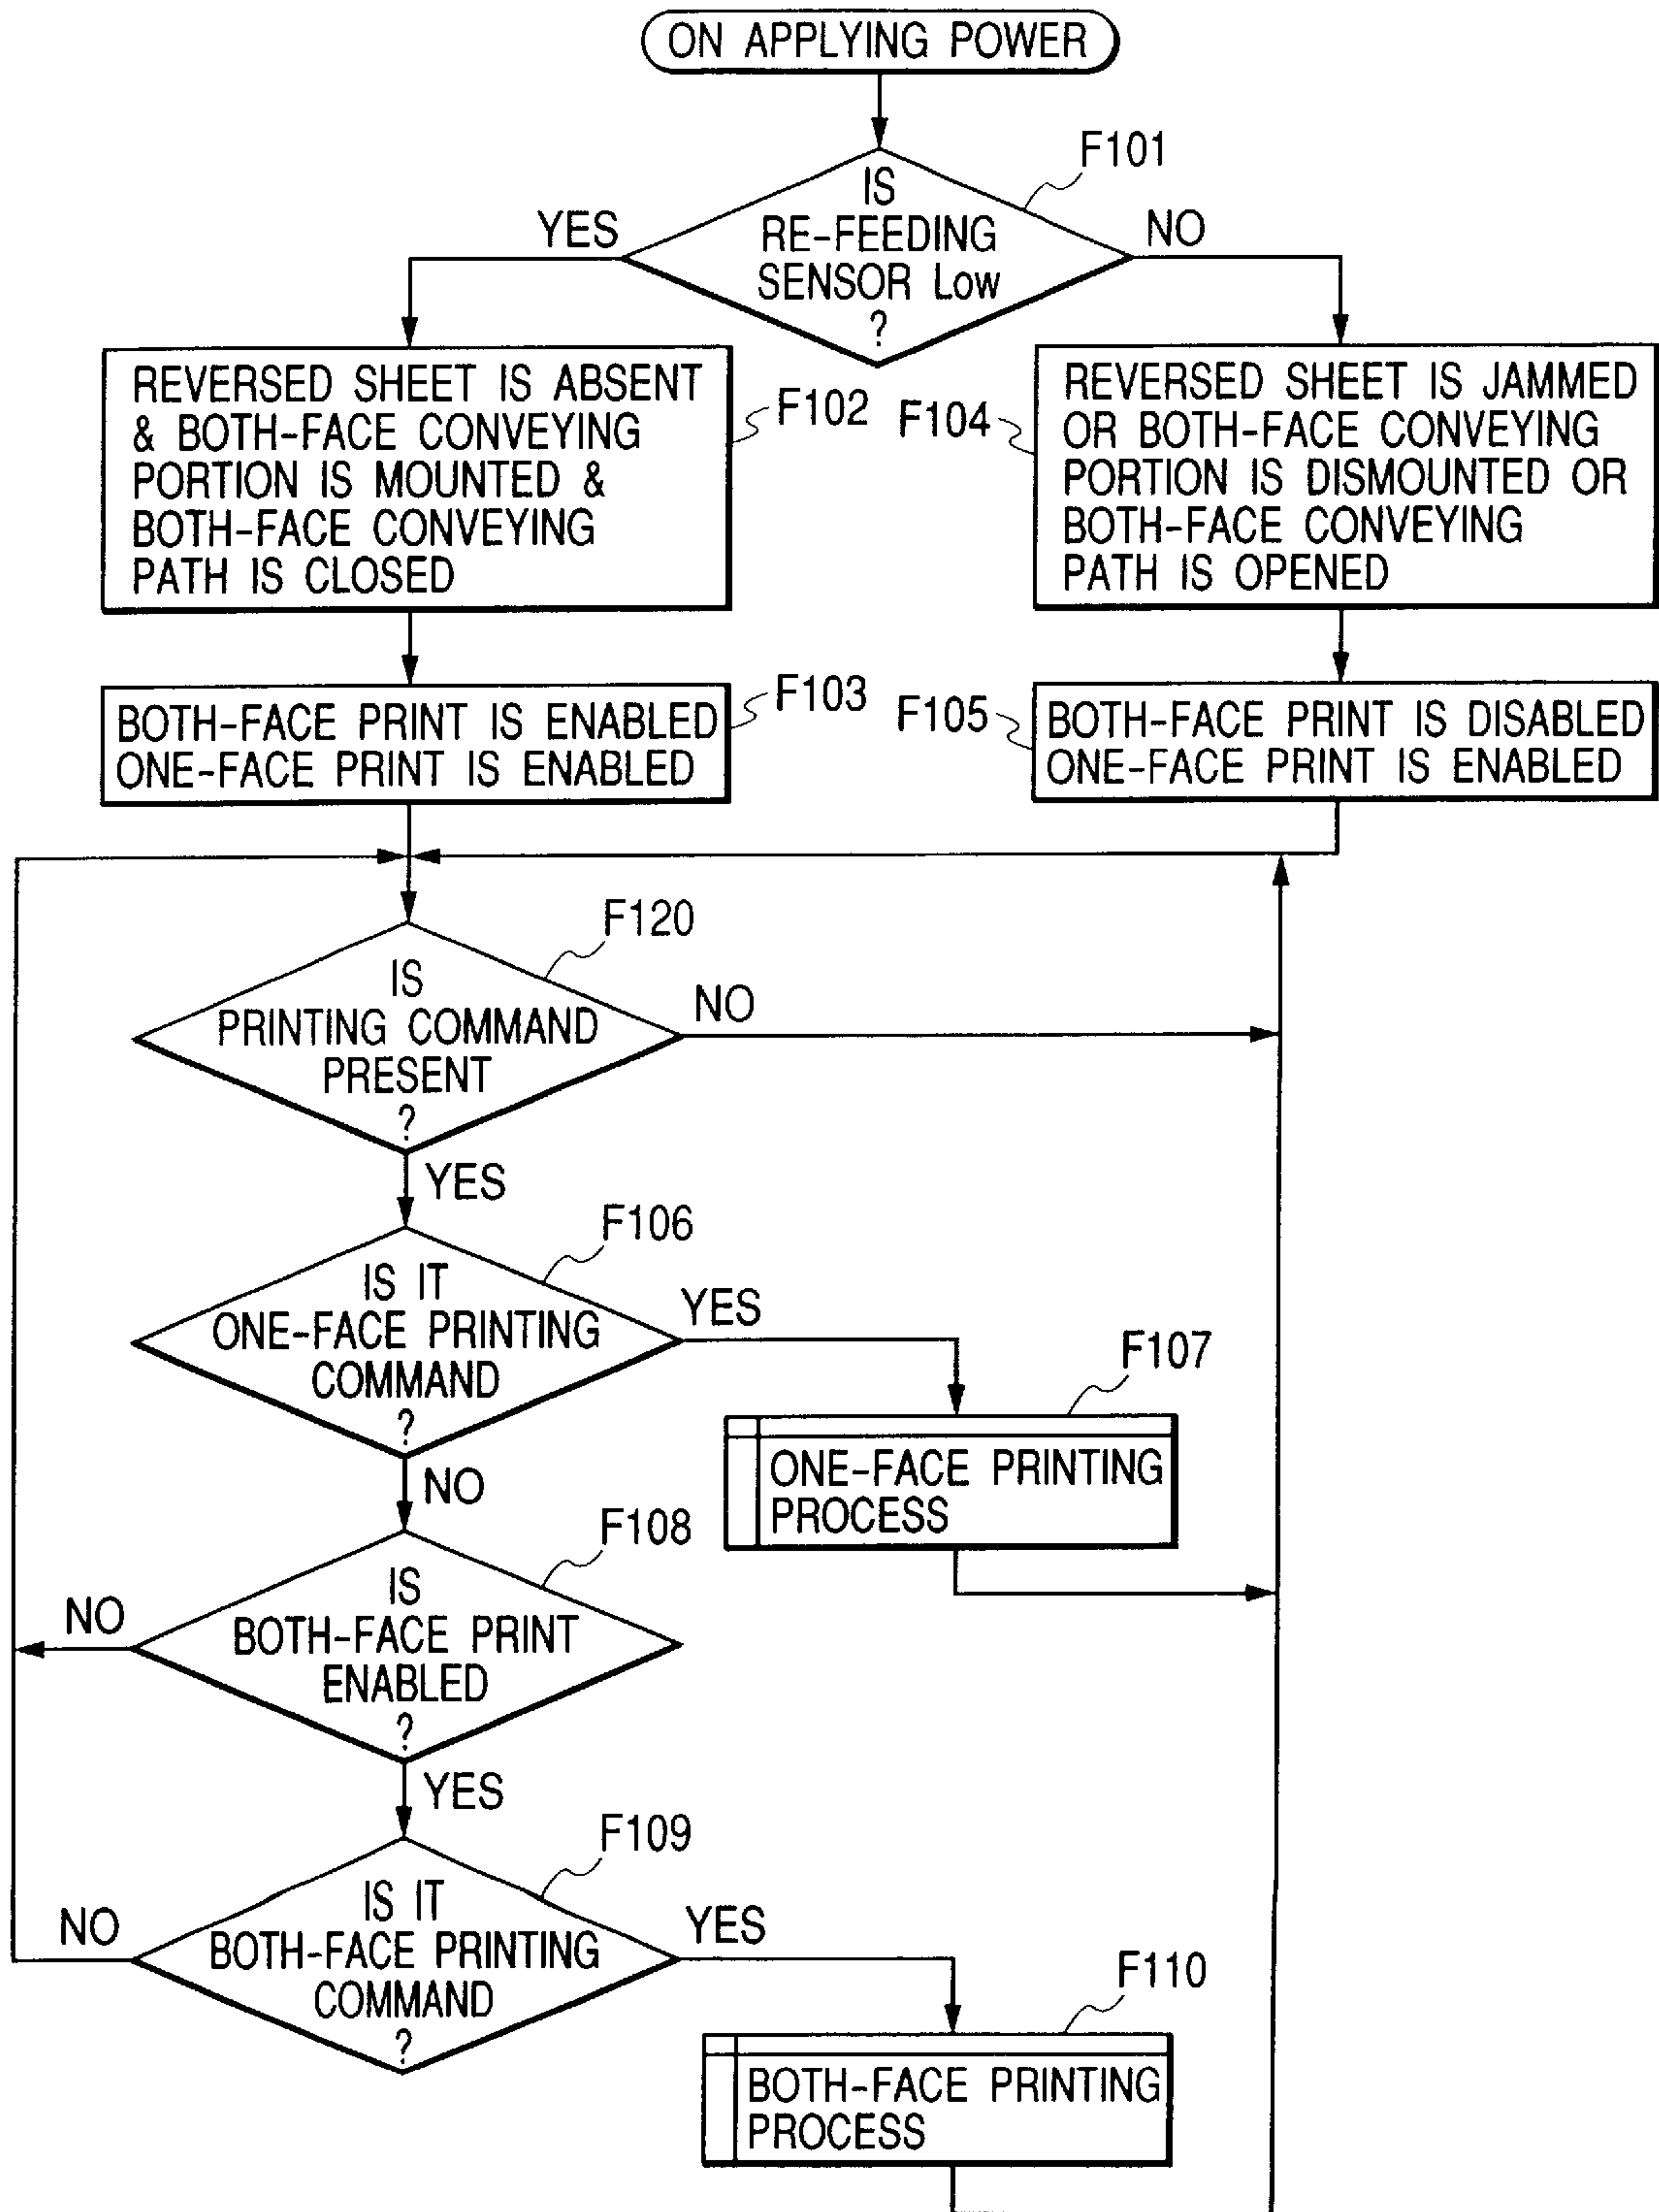 ON APPLYING POWER
F101
IS
RE-FEEDING
SENSOR Low
?
YES
NO
REVERSED SHEET IS ABSENT
& BOTH-FACE CONVEYING
PORTION IS MOUNTED &
BOTH-FACE CONVEYING
PATH IS CLOSED
F102
F104
REVERSED SHEET IS JAMMED
OR BOTH-FACE CONVEYING
PORTION IS DISMOUNTED OR
BOTH-FACE CONVEYING
PATH IS OPENED
BOTH-FACE PRINT IS ENABLED
ONE-FACE PRINT IS ENABLED
F103
F105
BOTH-FACE PRINT IS DISABLED
ONE-FACE PRINT IS ENABLED
F120
IS
PRINTING COMMAND
PRESENT
?
NO
YES
F106
IS IT
ONE-FACE PRINTING
COMMAND
?
YES
F107
ONE-FACE PRINTING
PROCESS
NO
F108
IS
BOTH-FACE PRINT
ENABLED
?
NO
YES
F109
IS IT
BOTH-FACE PRINTING
COMMAND
?
NO
YES
F110
BOTH-FACE PRINTING
PROCESS